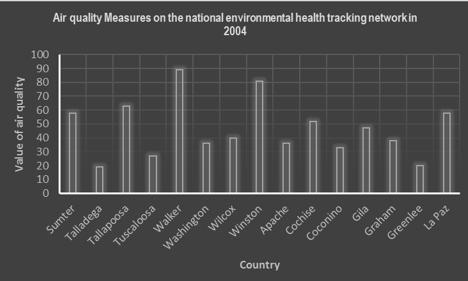 Air quality Measures on the national environmental health tracking network in
2004
Value of air quality
100
90
80
70
60
50
40
30
20
10
0
Sumter
Talladega
Tallapoosa
Tuscaloosa
Walker
Washington
Wilcox
Winston
Apache
Cochise
Coconino
Gila
Graham
Greenlee
La Paz
Country